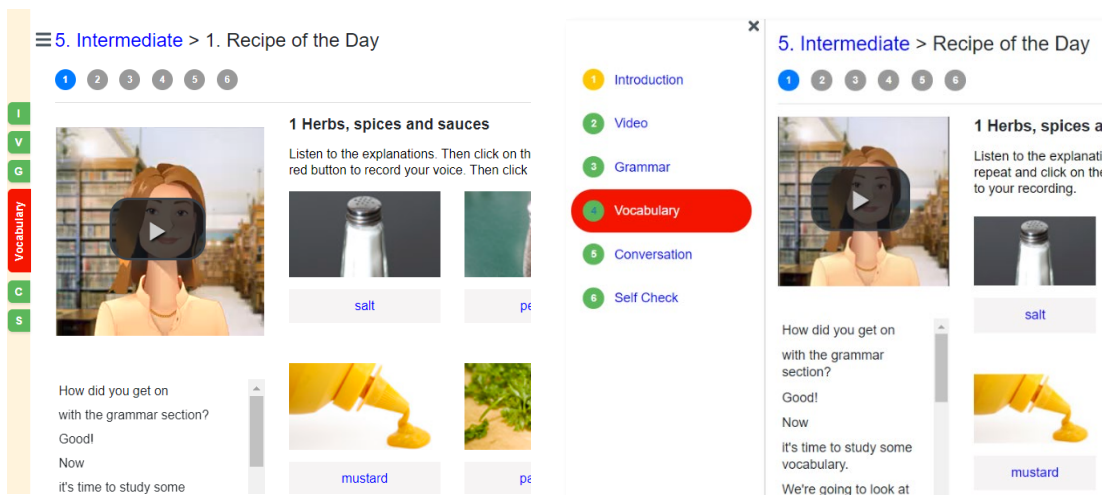 5. Intermediate > 1. Recipe of the Day
1 2 3 4 5 6
I
V
G
Vocabulary
C
S
1 Herbs, spices and sauces
Listen to the explanations. Then click on th
red button to record your voice. Then click
salt
pe
How did you get on
with the grammar section?
Good!
Now
it's time to study some
mustard
pa
1 Introduction
2 Video
3 Grammar
4 Vocabulary
5 Conversation
6 Self Check
5. Intermediate > Recipe of the Day
1 2 3 4 5 6
1 Herbs, spices a
Listen to the explanati
repeat and click on the
to your recording.
salt
How did you get on
with the grammar
section?
Good!
Now
it's time to study some
vocabulary.
We're going to look at
mustard